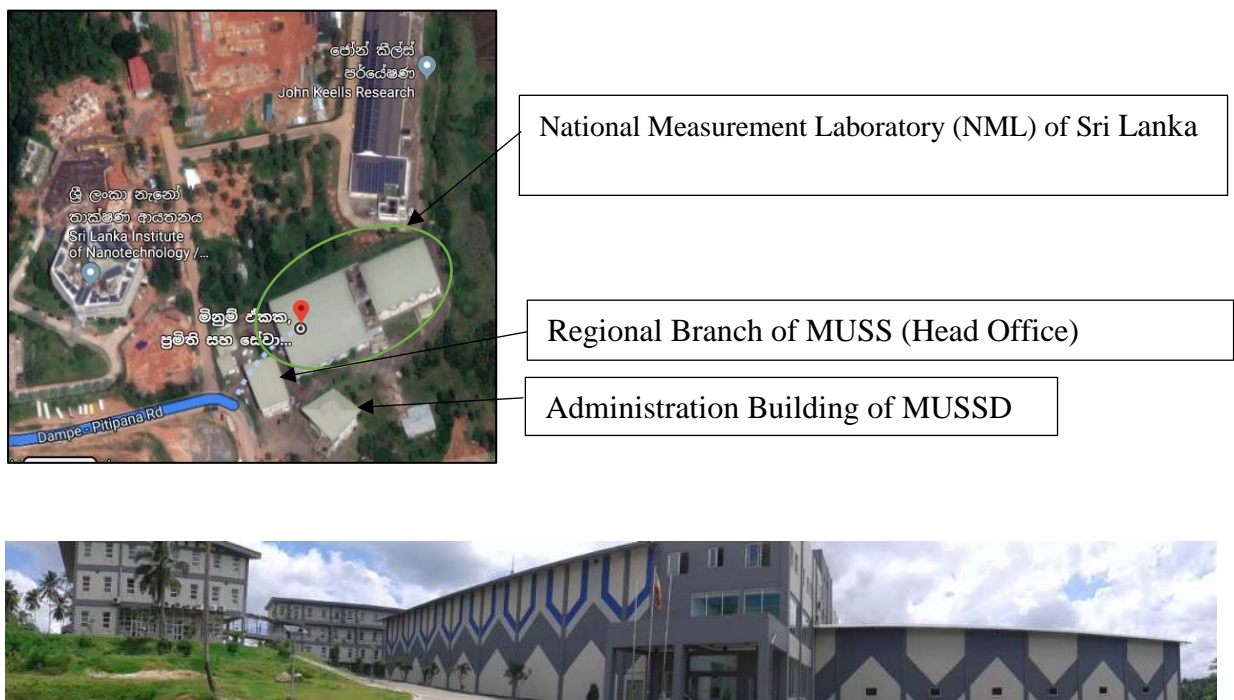 ජෝන් කීල්ස්
පර්යේෂණ
John Keells Research
ශ්‍රී ලංකා නැනෝ
තාක්ෂණ ආයතනය
Sri Lanka Institute
of Nanotechnology /...
මිනුම් ඒකක,
ප්‍රමිති සහ සේවා...
Dampe - Pitipana Rd
National Measurement Laboratory (NML) of Sri Lanka
Regional Branch of MUSS (Head Office)
Administration Building of MUSSD